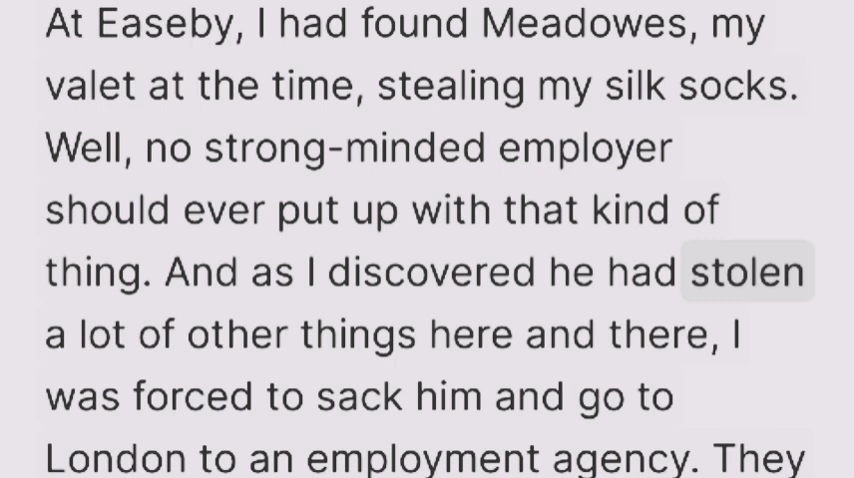 At Easeby, I had found Meadowes, my
valet at the time, stealing my silk socks.
Well, no strong-minded employer
should ever put up with that kind of
thing. And as I discovered he had stolen
a lot of other things here and there, I
was forced to sack him and go to
London to an employment agency. They